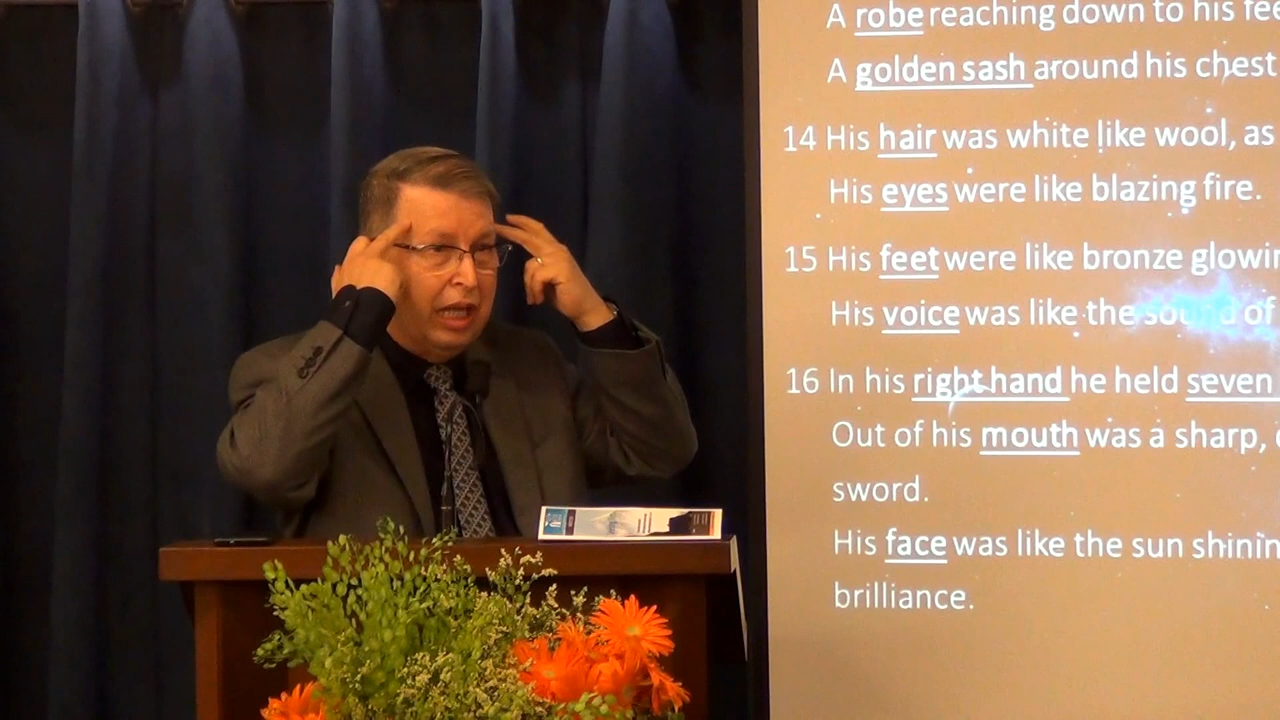 A robe reaching down to his fee
A golden sash around his chest
14 His hair was white like wool, as
His eyes were like blazing fire.
15 His feet were like bronze glowin
His voice was like the sound of
16 In his right hand he held seven
Out of his mouth was a sharp,
sword.
His face was like the sun shinin
brilliance.